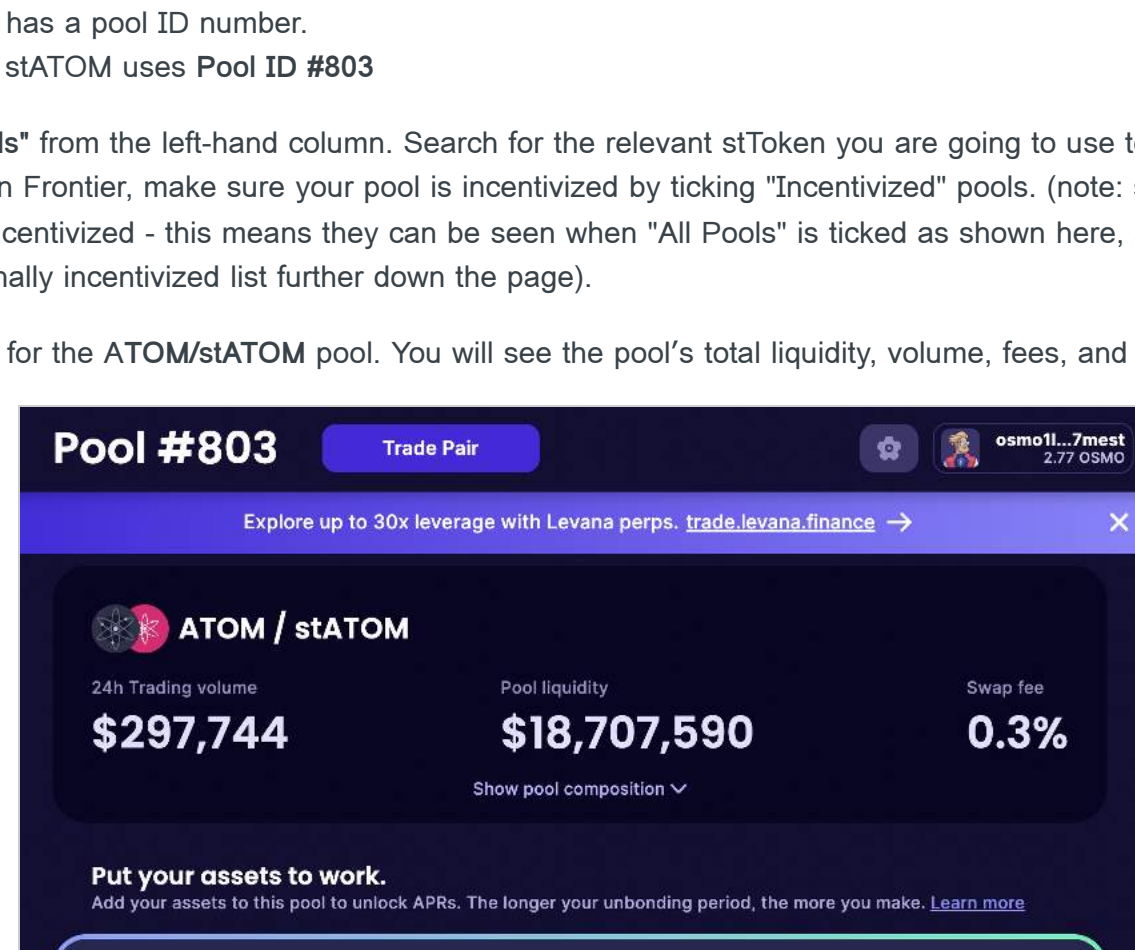 has a pool ID number.
stATOM uses Pool ID #803
from the left-hand column. Search for the relevant stToken you are going to use
Frontier, make sure your pool is incentivized by ticking "Incentivized" pools. (note:
- this means they can be seen when "All Pools" is ticked as shown here,
incentivized list further down the page).
for the ATOM/stATOM pool. You will see the pool’s total liquidity, volume, fees, and
Pool #803 Trade Pair osmo1l...7mest
2.77 OSMO
Explore up to 30x leverage with Levana perps. trade.levana.finance →
ATOM / stATOM
24h Trading volume Pool liquidity Swap fee
$297,744 $18,707,590 0.3%
Show pool composition
Put your assets to work.
Add your assets to this pool to unlock APRs. The longer your unbonding period, the more you make. Learn more